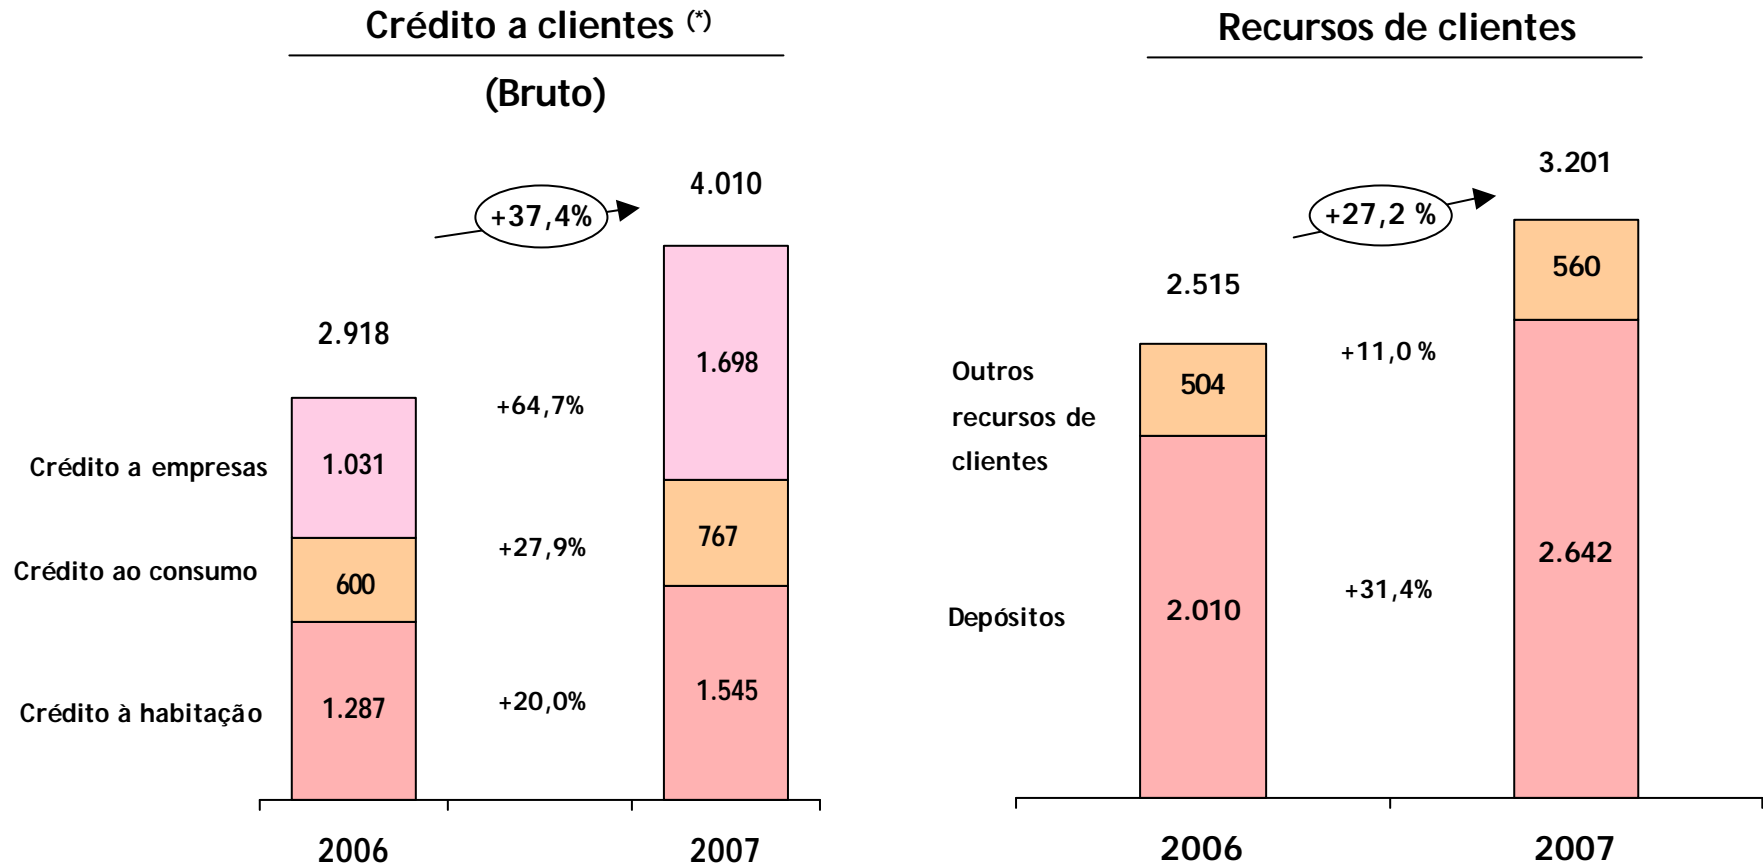 Crédito a clientes (*)
(Bruto)
4.010
+37,4%
2.918
1.698
+64,7%
Crédito a empresas
1.031
767
+27,9%
Crédito ao consumo
600
1.545
+20,0%
Crédito à habitação
1.287
2006
2007
Recursos de clientes
3.201
+27,2 %
560
2.515
+11,0 %
Outros
recursos de
clientes
504
2.642
+31,4%
Depósitos
2.010
2006
2007